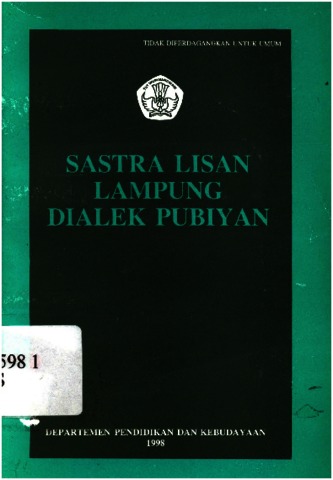 TIDAK DIPERDAGANGKAN UNTUK UMUM
SASTRA LISAN
LAMPUNG
DIALEK PUBIYAN
598 1
S
DEPARTEMEN PENDIDIKAN DAN KEBUDAYAAN
1998